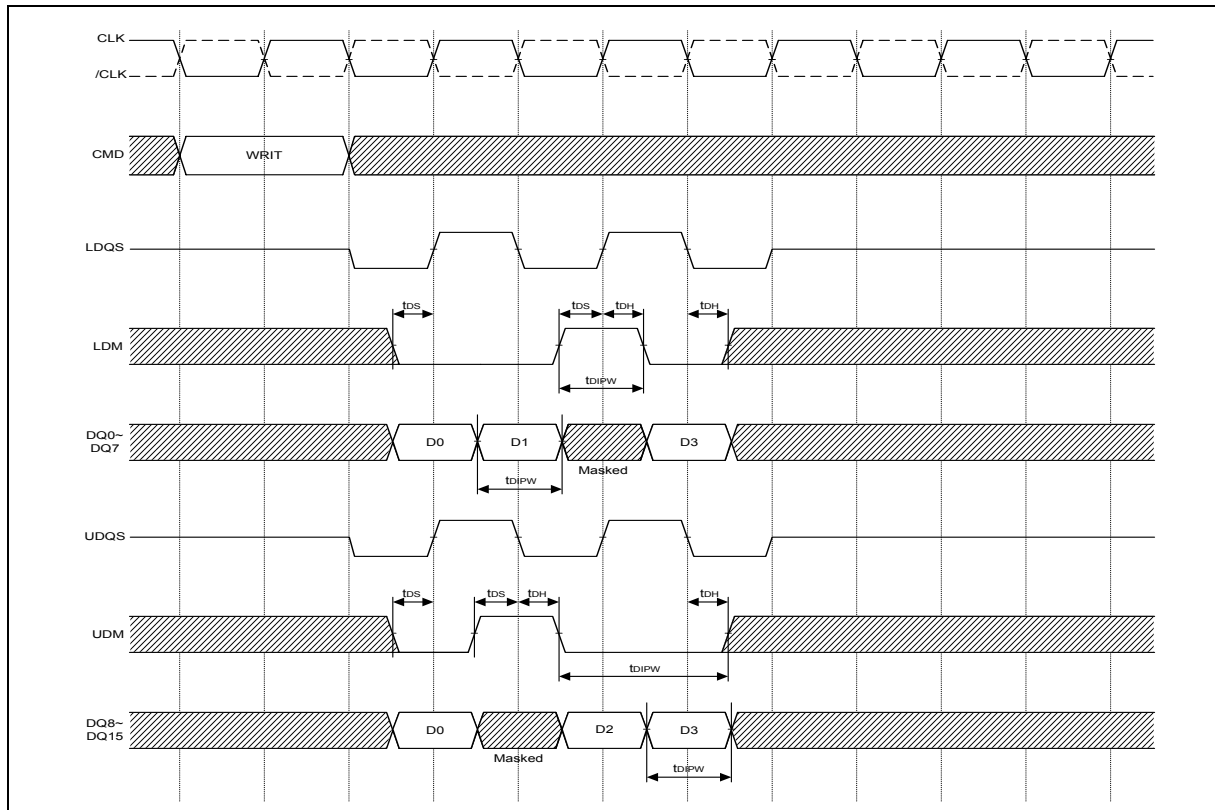 CLK
/CLK
CMD
WRIT
LDQS
tDS
tDS
tDH
tDH
LDM
tDIPW
DQ0~
DQ7
D0
D1
D3
Masked
tDIPW
UDQS
tDS
tDS
tDH
tDH
UDM
tDIPW
DQ8~
DQ15
D0
D2
D3
Masked
tDIPW